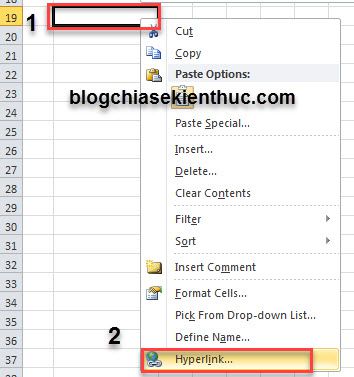 1
19
20
21
22
23
24
25
26
27
28
29
30
31
32
33
34
35
36
37
38
Cut
Copy
Paste Options:
blogchiasekienthuc.com
Paste Special...
Insert...
Delete...
Clear Contents
Filter
Sort
Insert Comment
Format Cells...
Pick From Drop-down List...
Define Name...
2
Hyperlink...